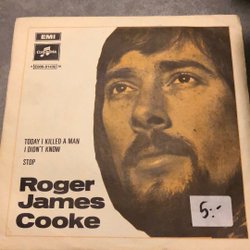 EMI
Columbia
TODAY I KILLED A MAN
I DIDN'T KNOW
STOP
Roger
James
Cooke
5:-